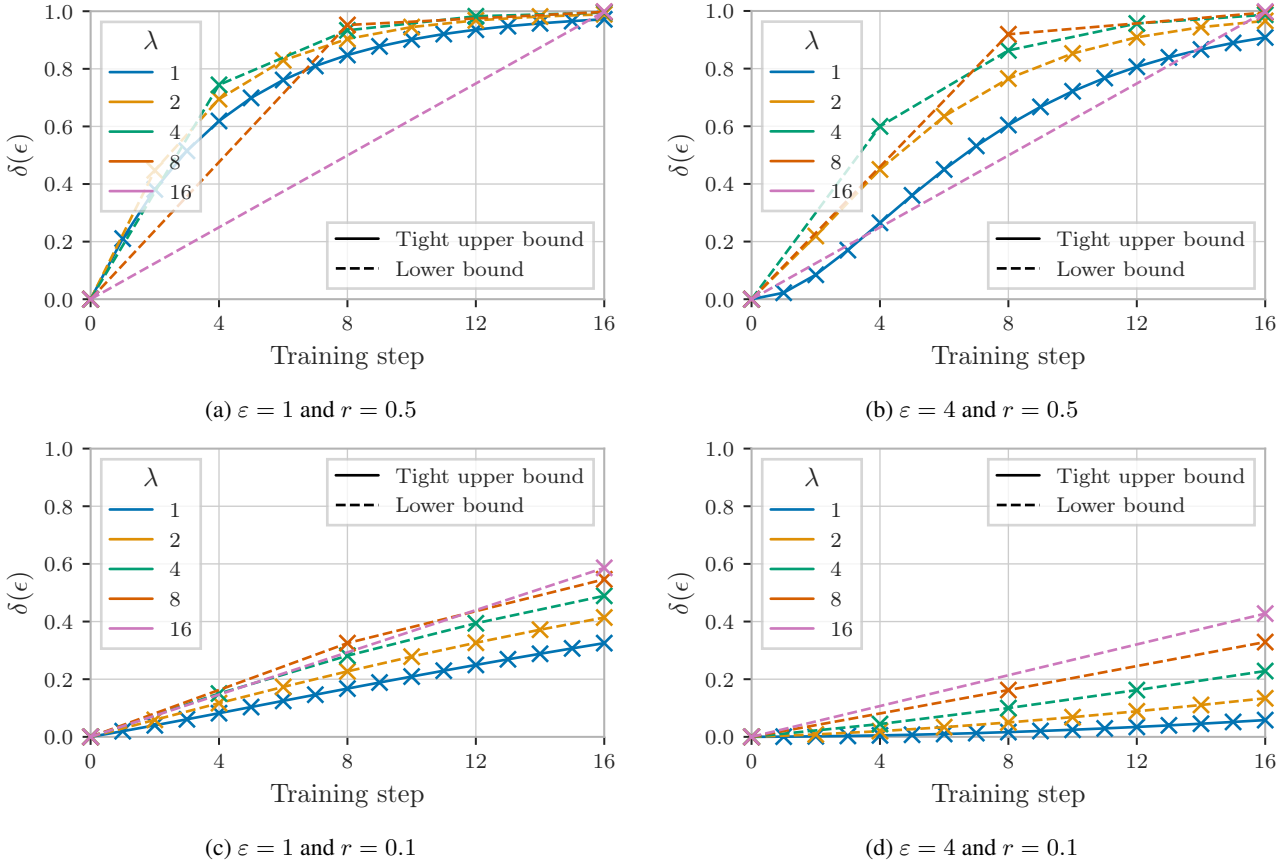 1.0
0.8
0.6
0.4
0.2
0.0
δ(ϵ)
λ
1
2
4
8
16
Tight upper bound
Lower bound
0 4 8 12 16
Training step
(a) ε = 1 and r = 0.5
1.0
0.8
0.6
0.4
0.2
0.0
δ(ϵ)
λ
1
2
4
8
16
Tight upper bound
Lower bound
0 4 8 12 16
Training step
(b) ε = 4 and r = 0.5
1.0
0.8
0.6
0.4
0.2
0.0
δ(ϵ)
λ
1
2
4
8
16
Tight upper bound
Lower bound
0 4 8 12 16
Training step
(c) ε = 1 and r = 0.1
1.0
0.8
0.6
0.4
0.2
0.0
δ(ϵ)
λ
1
2
4
8
16
Tight upper bound
Lower bound
0 4 8 12 16
Training step
(d) ε = 4 and r = 0.1